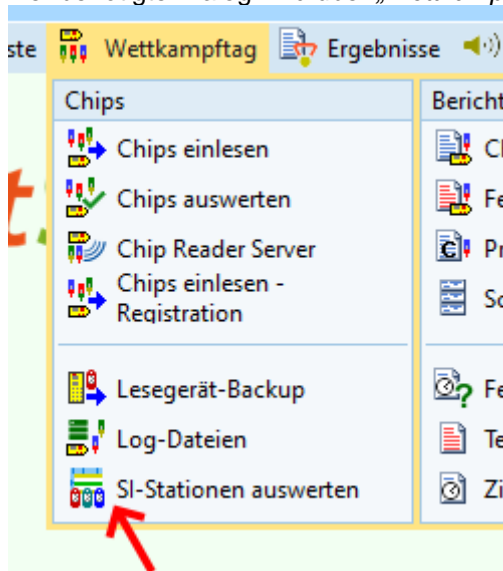 Wettkampftag Ergebnisse
Chips
Chips einlesen
Chips auswerten
Chip Reader Server
Chips einlesen -
Registration
Lesegerät-Backup
Log-Dateien
SI-Stationen auswerten
Bericht